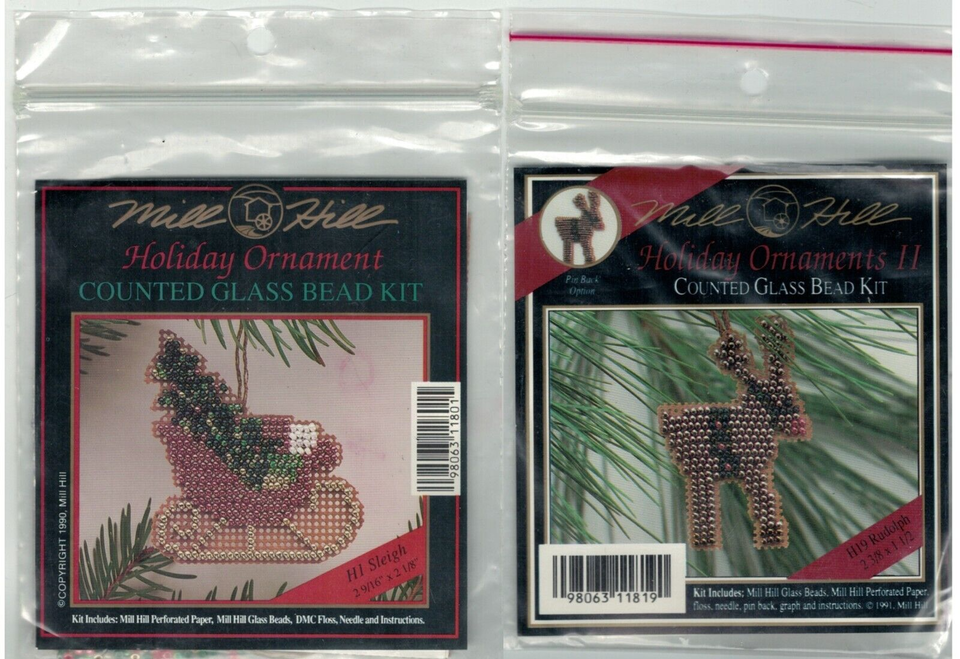 Mill Hill
Holiday Ornament
COUNTED GLASS BEAD KIT
©COPYRIGHT 1990, Mill Hill
98063 11801
H1 Sleigh
2 9/16" x 2 1/8"
Kit Includes: Mill Hill Perforated Paper, Mill Hill Glass Beads, DMC Floss, Needle and Instructions.
Mill Hill
Holiday Ornaments II
COUNTED GLASS BEAD KIT
Pin Back
Option
H19 Rudolph
2 3/8 x 1 1/2
98063 11819
Kit Includes: Mill Hill Glass Beads, Mill Hill Perforated Paper,
floss, needle, pin back, graph and instructions. © 1991, Mill Hill